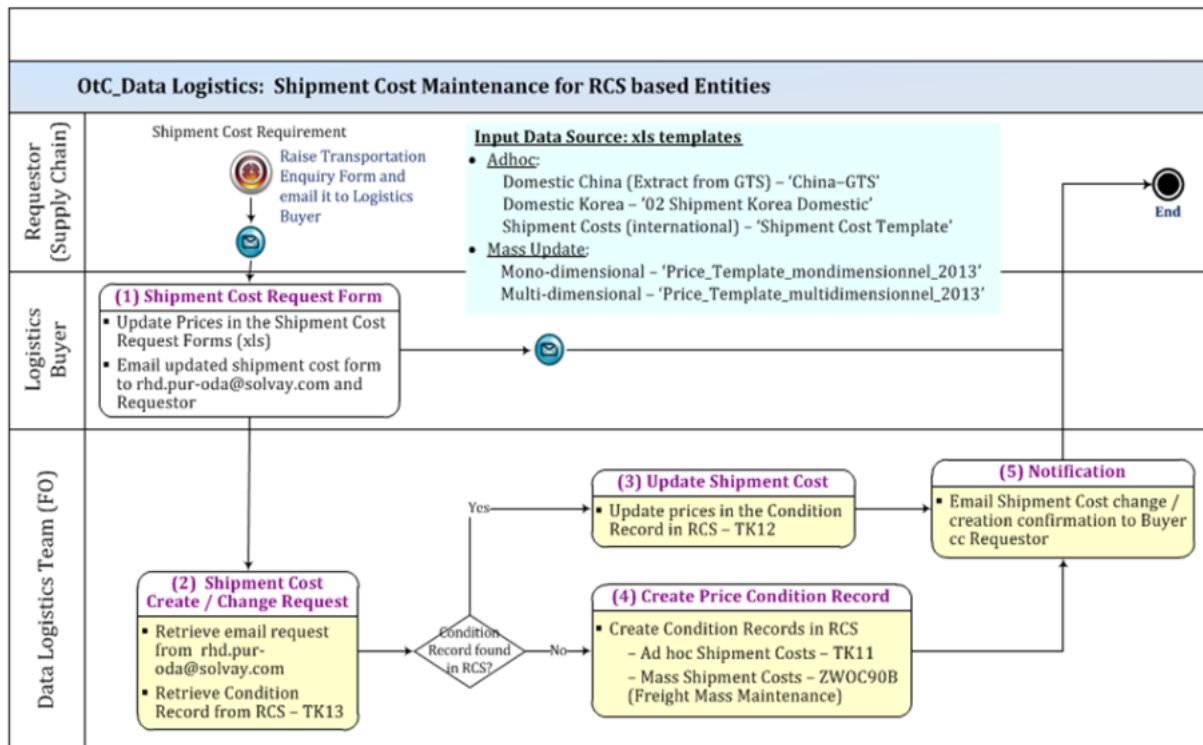 OtC_Data Logistics:  Shipment Cost Maintenance for RCS based Entities
Requestor
(Supply Chain)
Shipment Cost Requirement
Raise Transportation
Enquiry Form and
email it to Logistics
Buyer
Input Data Source: xls templates
• Adhoc:
Domestic China (Extract from GTS) – ‘China–GTS’
Domestic Korea – ‘02 Shipment Korea Domestic’
Shipment Costs (international) – ‘Shipment Cost Template’
• Mass Update:
Mono-dimensional – ‘Price_Template_mondimensionnel_2013’
Multi-dimensional – ‘Price_Template_multidimensionnel_2013’
End
Logistics
Buyer
(1) Shipment Cost Request Form
▪ Update Prices in the Shipment Cost
Request Forms (xls)
▪ Email updated shipment cost form
to rhd.pur-oda@solvay.com and
Requestor
Data Logistics Team (FO)
(2)  Shipment Cost
Create / Change Request
▪ Retrieve email request
from  rhd.pur-
oda@solvay.com
▪ Retrieve Condition
Record from RCS – TK13
Condition
Record found
in RCS?
Yes
No
(3) Update Shipment Cost
▪ Update prices in the Condition
Record in RCS – TK12
(4) Create Price Condition Record
▪ Create Condition Records in RCS
– Ad hoc Shipment Costs – TK11
– Mass Shipment Costs – ZWOC90B
(Freight Mass Maintenance)
(5) Notification
▪ Email Shipment Cost change /
creation confirmation to Buyer
cc Requestor